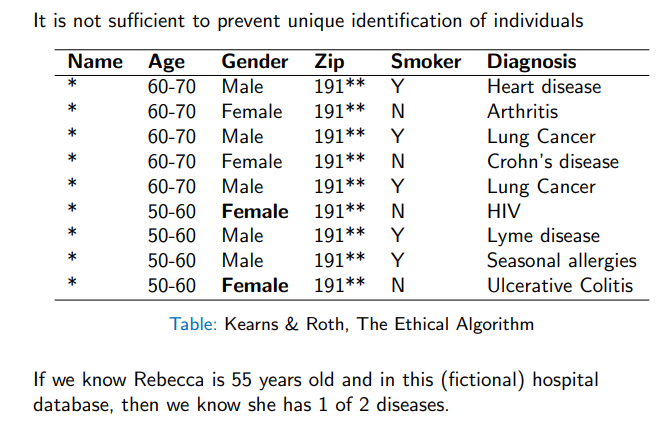 It is not sufficient to prevent unique identification of individuals
Name Age Gender Zip Smoker Diagnosis
* 60-70 Male 191** Y Heart disease
* 60-70 Female 191** N Arthritis
* 60-70 Male 191** Y Lung Cancer
* 60-70 Female 191** N Crohn's disease
* 60-70 Male 191** Y Lung Cancer
* 50-60 Female 191** N HIV
* 50-60 Male 191** Y Lyme disease
* 50-60 Male 191** Y Seasonal allergies
* 50-60 Female 191** N Ulcerative Colitis
Table: Kearns & Roth, The Ethical Algorithm
If we know Rebecca is 55 years old and in this (fictional) hospital
database, then we know she has 1 of 2 diseases.